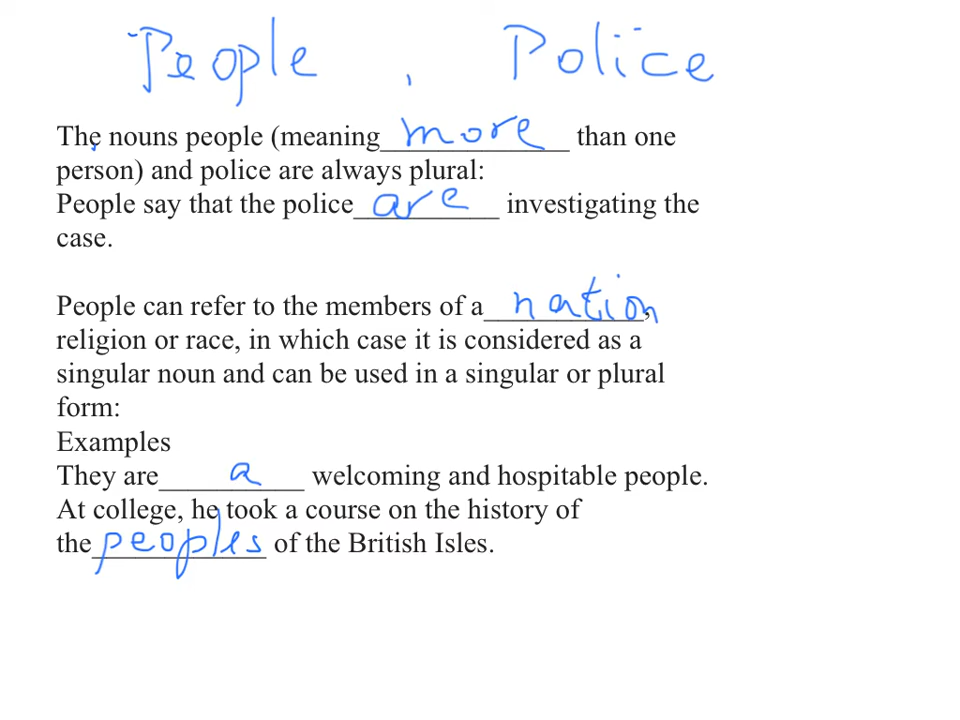 People , Police
The nouns people (meaning more than one
person) and police are always plural:
People say that the police are investigating the
case.
People can refer to the members of a nation,
religion or race, in which case it is considered as a
singular noun and can be used in a singular or plural
form:
Examples
They are a welcoming and hospitable people.
At college, he took a course on the history of
the peoples of the British Isles.